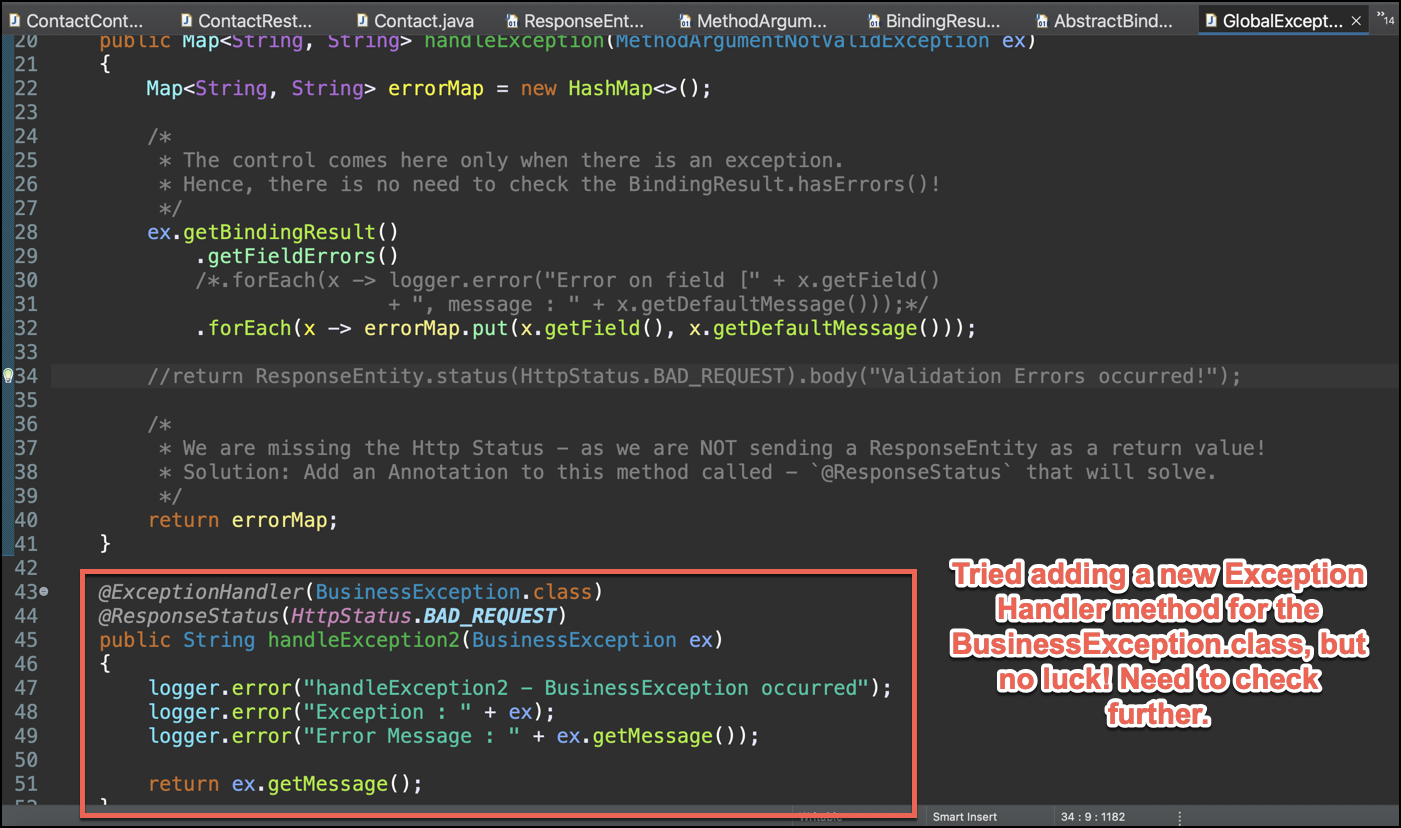 ContactCont... ContactRest... Contact.java ResponseEnt... MethodArgum... BindingResu... AbstractBind... GlobalExcept... × »14
20 public Map<String, String> handleException(MethodArgumentNotValidException ex)
21 {
22 Map<String, String> errorMap = new HashMap<>();
23
24 /*
25 * The control comes here only when there is an exception.
26 * Hence, there is no need to check the BindingResult.hasErrors()!
27 */
28 ex.getBindingResult()
29 .getFieldErrors()
30 /*.forEach(x -> logger.error("Error on field [" + x.getField()
31 + ", message : " + x.getDefaultMessage()));*/
32 .forEach(x -> errorMap.put(x.getField(), x.getDefaultMessage()));
33
34 //return ResponseEntity.status(HttpStatus.BAD_REQUEST).body("Validation Errors occurred!");
35
36 /*
37 * We are missing the Http Status – as we are NOT sending a ResponseEntity as a return value!
38 * Solution: Add an Annotation to this method called – `@ResponseStatus` that will solve.
39 */
40 return errorMap;
41 }
42
43 @ExceptionHandler(BusinessException.class)
44 @ResponseStatus(HttpStatus.BAD_REQUEST)
45 public String handleException2(BusinessException ex)
46 {
47 logger.error("handleException2 – BusinessException occurred");
48 logger.error("Exception : " + ex);
49 logger.error("Error Message : " + ex.getMessage());
50
51 return ex.getMessage();
52 }
Tried adding a new Exception
Handler method for the
BusinessException.class, but
no luck! Need to check
further.
Writable Smart Insert 34 : 9 : 1182